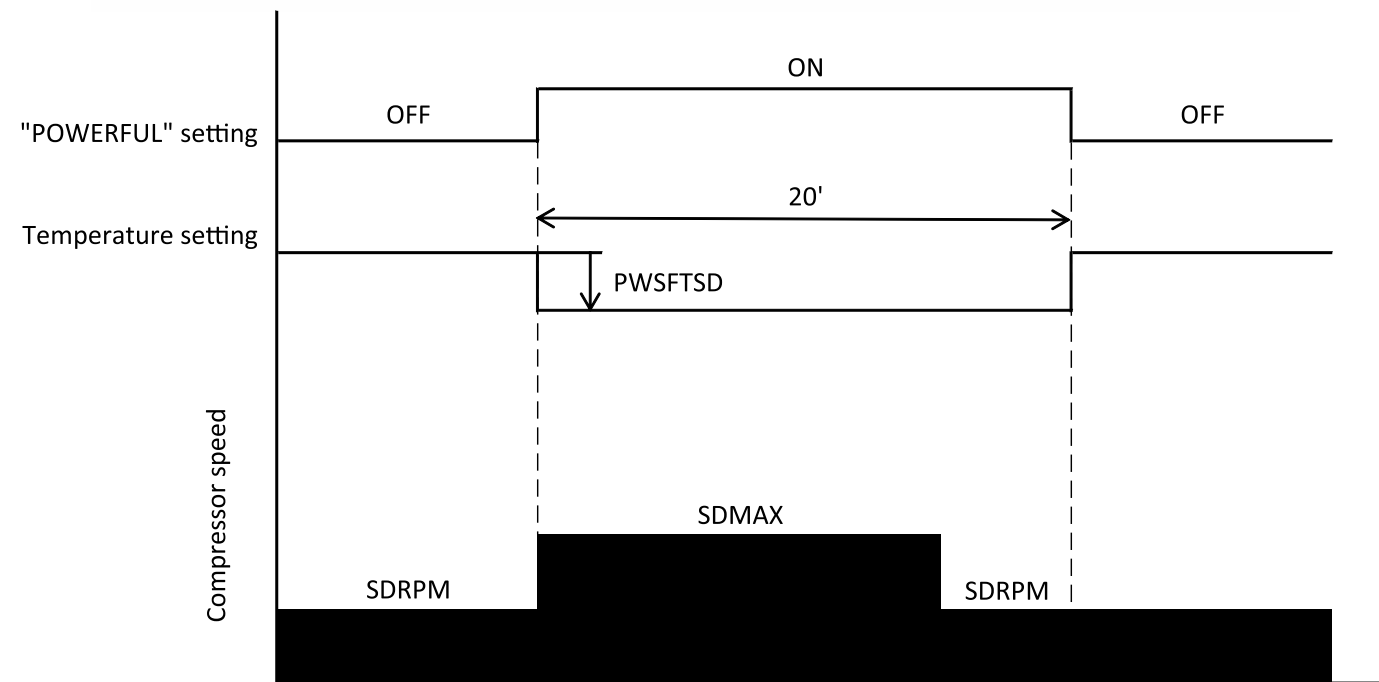 ON
OFF
OFF
"POWERFUL" setting
20'
Temperature setting
PWSFTSD
Compressor speed
SDMAX
SDRPM
SDRPM